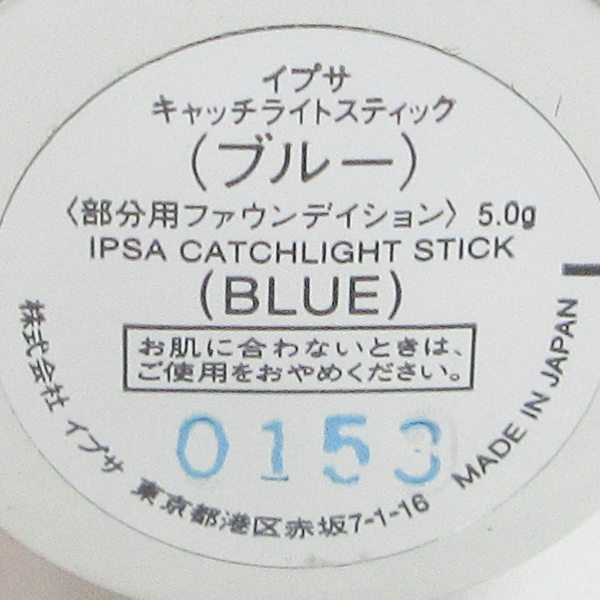 イプサ
キャッチライトスティック
（ブルー）
〈部分用ファウンデイション〉 5.0g
IPSA CATCHLIGHT STICK
(BLUE)
お肌に合わないときは、
ご使用をおやめください。
0153
株式会社 イプサ 東京都港区赤坂7-1-16 MADE IN JAPAN